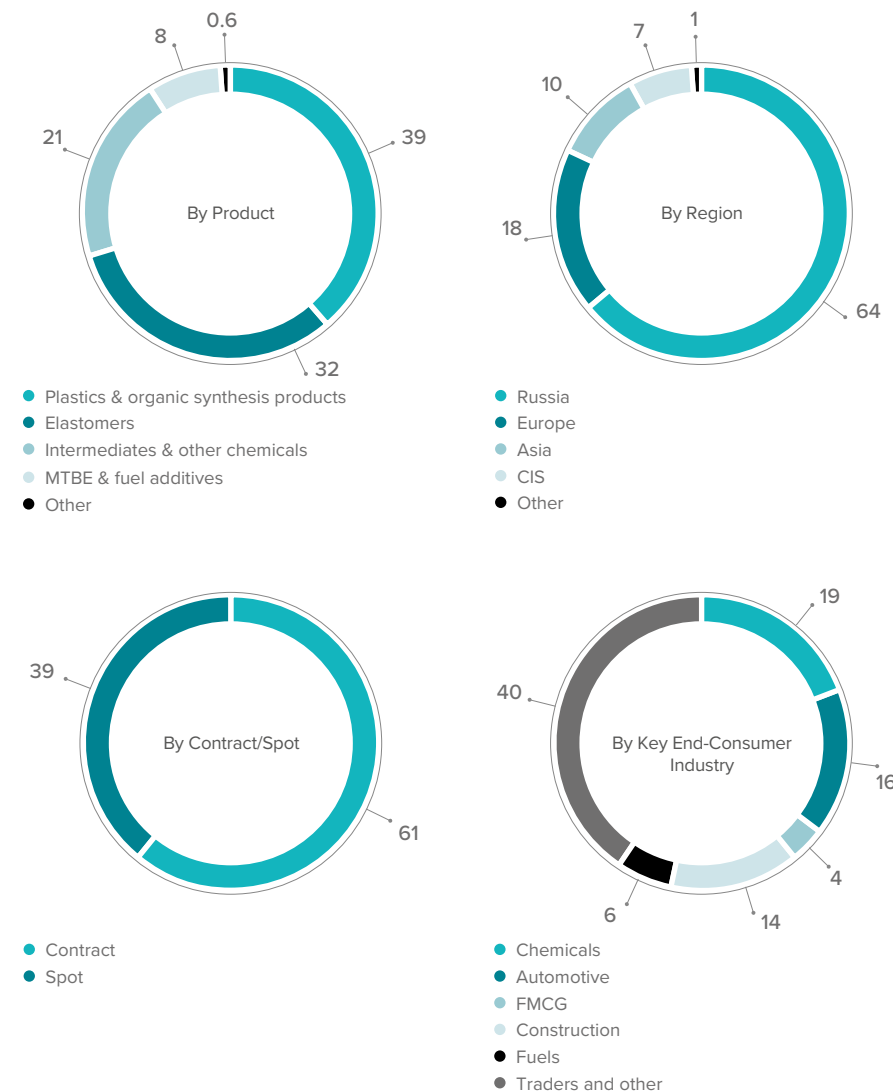 0.6
8
21
39
By Product
32
Plastics & organic synthesis products
Elastomers
Intermediates & other chemicals
MTBE & fuel additives
Other
1
7
10
18
By Region
64
Russia
Europe
Asia
CIS
Other
39
By Contract/Spot
61
Contract
Spot
19
40
By Key End-Consumer
Industry
16
4
14
6
Chemicals
Automotive
FMCG
Construction
Fuels
Traders and other